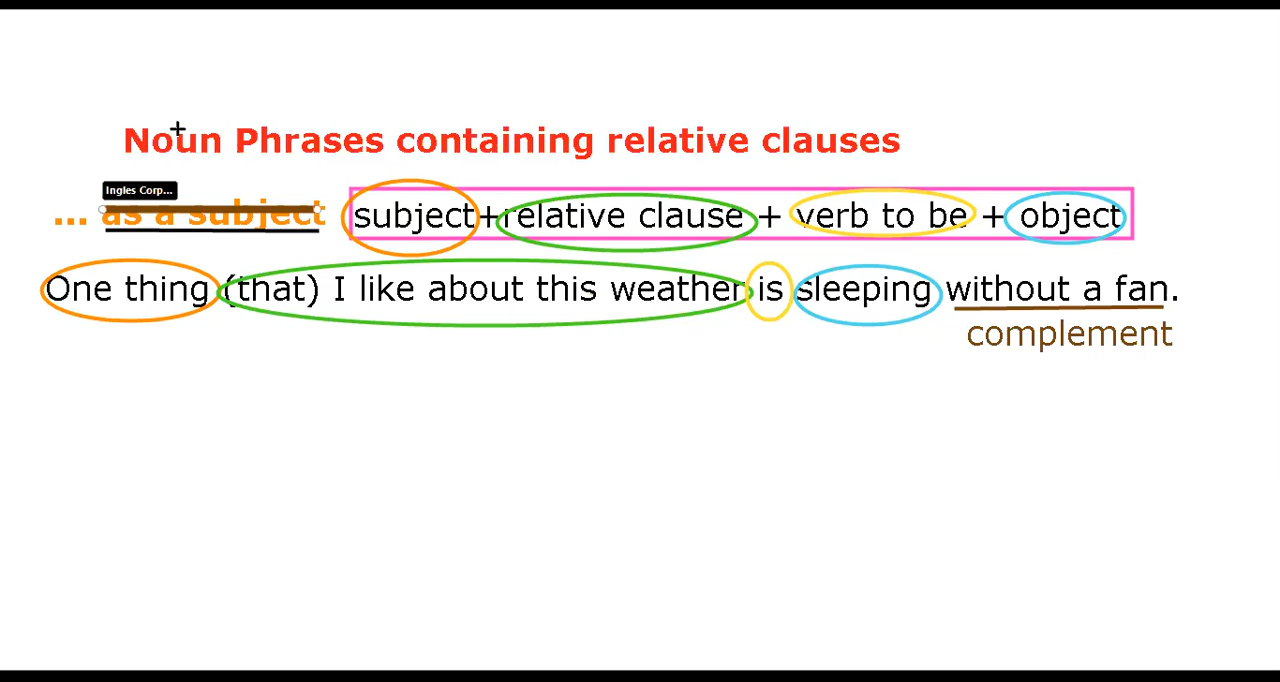 Noun Phrases containing relative clauses
Ingles Corp...
... as a subject subject+relative clause + verb to be + object
One thing (that) I like about this weather is sleeping without a fan.
complement